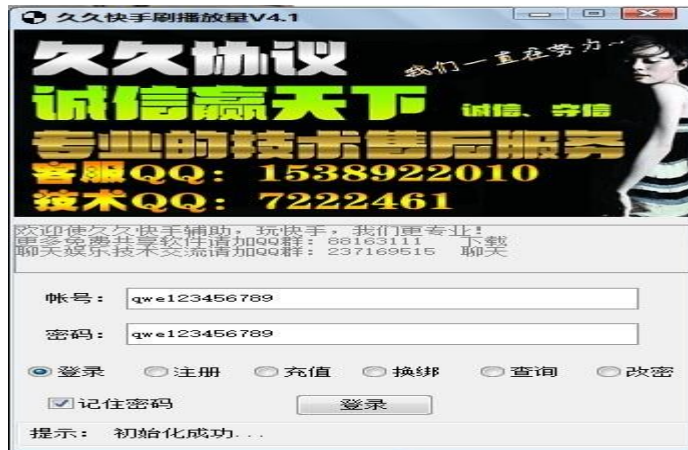 久久快手刷播放量V4.1
久久协议
我们一直在努力~
诚信赢天下 诚信、守信
专业的技术售后服务
客服QQ：1538922010
技术QQ：7222461
欢迎使久久快手辅助，玩快手，我们更专业！
更多免费共享软件请加QQ群：88163111 下载
聊天娱乐技术交流请加QQ群：237169515 聊天
帐号： qwe123456789
密码： qwe123456789
登录 注册 充值 换绑 查询 改密
记住密码 登录
提示： 初始化成功...